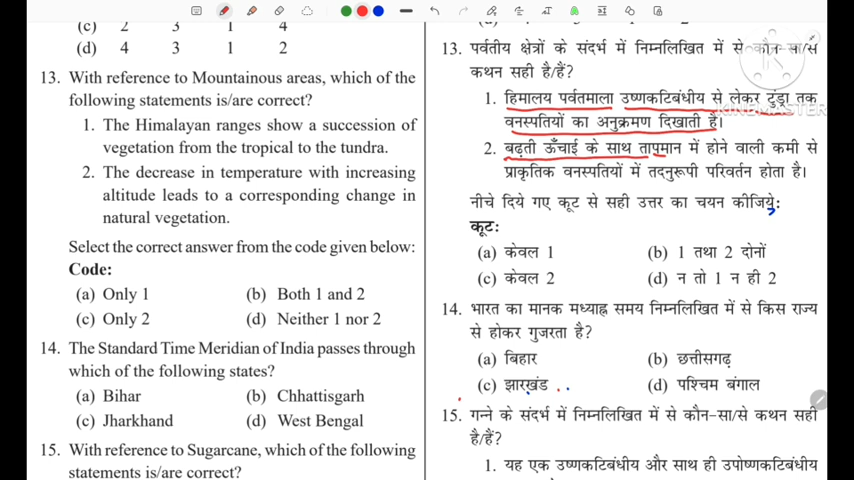 (c) 2 3 1 4
(d) 4 3 1 2
13. With reference to Mountainous areas, which of the
following statements is/are correct?
1. The Himalayan ranges show a succession of
vegetation from the tropical to the tundra.
2. The decrease in temperature with increasing
altitude leads to a corresponding change in
natural vegetation.
Select the correct answer from the code given below:
Code:
(a) Only 1 (b) Both 1 and 2
(c) Only 2 (d) Neither 1 nor 2
14. The Standard Time Meridian of India passes through
which of the following states?
(a) Bihar (b) Chhattisgarh
(c) Jharkhand (d) West Bengal
15. With reference to Sugarcane, which of the following
statements is/are correct?
13. पर्वतीय क्षेत्रों के संदर्भ में निम्नलिखित में से कौन-सा/से
कथन सही है/हैं?
1. हिमालय पर्वतमाला उष्णकटिबंधीय से लेकर टुंड्रा तक
वनस्पतियों का अनुक्रमण दिखाती है।
2. बढ़ती ऊँचाई के साथ तापमान में होने वाली कमी से
प्राकृतिक वनस्पतियों में तद्नुरूपी परिवर्तन होता है।
नीचे दिये गए कूट से सही उत्तर का चयन कीजिये:
कूट:
(a) केवल 1 (b) 1 तथा 2 दोनों
(c) केवल 2 (d) न तो 1 न ही 2
14. भारत का मानक मध्याह्न समय निम्नलिखित में से किस राज्य
से होकर गुजरता है?
(a) बिहार (b) छत्तीसगढ़
(c) झारखंड (d) पश्चिम बंगाल
15. गन्ने के संदर्भ में निम्नलिखित में से कौन-सा/से कथन सही
है/हैं?
1. यह एक उष्णकटिबंधीय और साथ ही उपोष्णकटिबंधीय
KINEMASTER